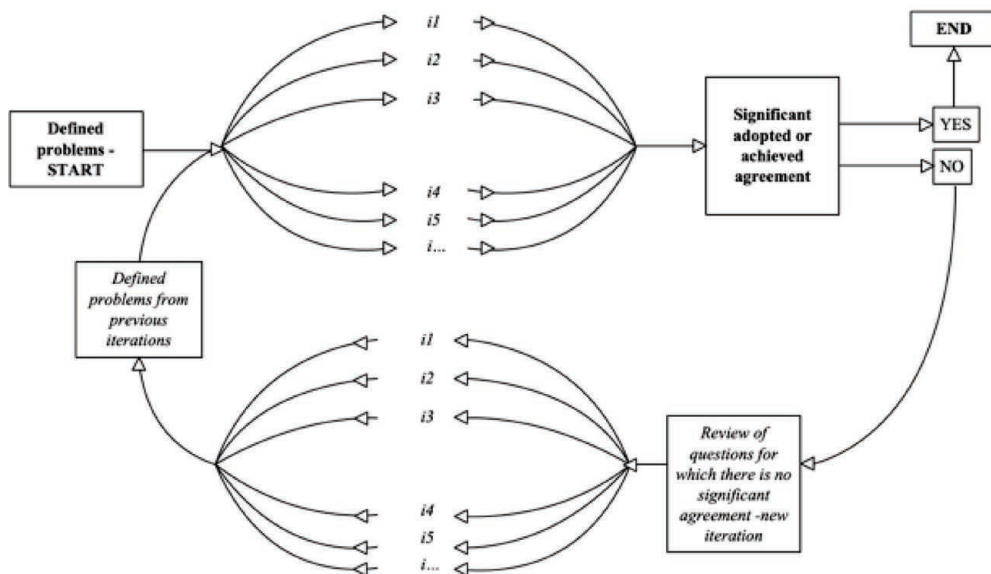 i1
END
i2
i3
Defined
problems -
START
Significant
adopted or
achieved
agreement
YES
NO
i4
i5
i...
Defined
problems from
previous
iterations
i1
i2
i3
Review of
questions for
which there is no
significant
agreement -new
iteration
i4
i5
i...